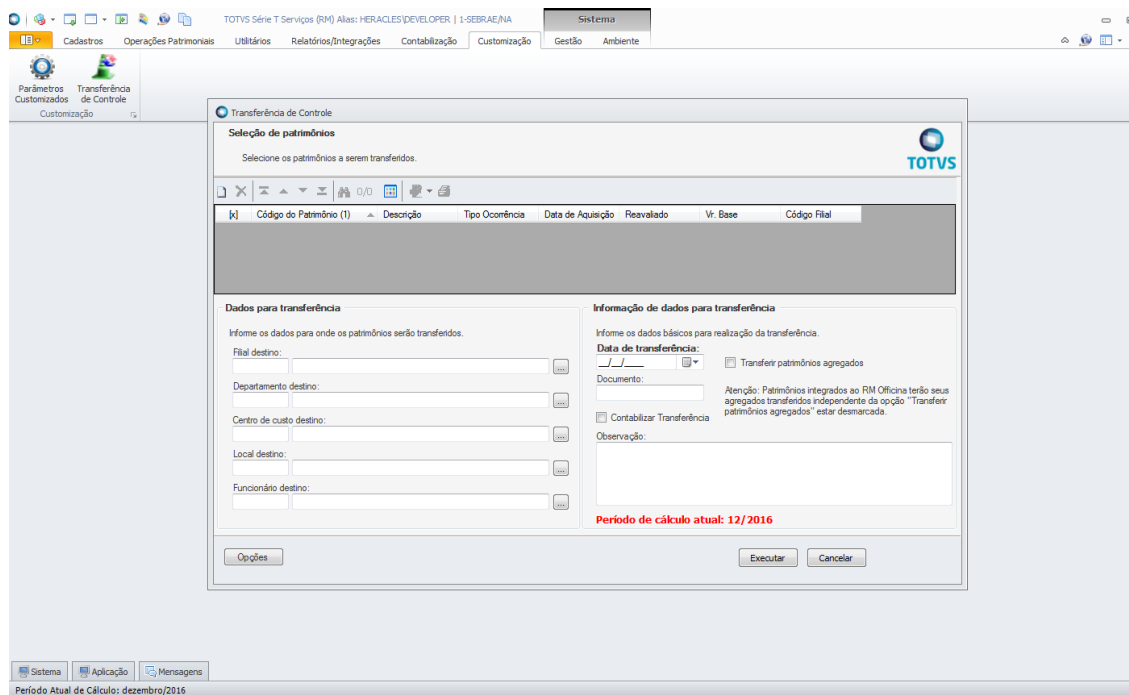 TOTVS Série T Serviços (RM) Alias: HERACLES\DEVELOPER | 1-SEBRAE/NA
Sistema
Cadastros Operações Patrimoniais Utilitários Relatórios/Integrações Contabilização Customização Gestão Ambiente
Parâmetros Customizados
Transferência de Controle
Customização
Transferência de Controle
Seleção de patrimônios
Selecione os patrimônios a serem transferidos.
TOTVS
0/0
[x] Código do Patrimônio (1) Descrição Tipo Ocorrência Data de Aquisição Reavaliado Vr. Base Código Filial
Dados para transferência
Informe os dados para onde os patrimônios serão transferidos.
Filial destino:
...
Departamento destino:
...
Centro de custo destino:
...
Local destino:
...
Funcionário destino:
...
Informação de dados para transferência
Informe os dados básicos para realização da transferência.
Data de transferência:
__/__/____
Transferir patrimônios agregados
Documento:
Atenção: Patrimônios integrados ao RM Officina terão seus
agregados transferidos independente da opção "Transferir
patrimônios agregados" estar desmarcada.
Contabilizar Transferência
Observação:
Período de cálculo atual: 12/2016
Opções
Executar Cancelar
Sistema Aplicação Mensagens
Período Atual de Cálculo: dezembro/2016